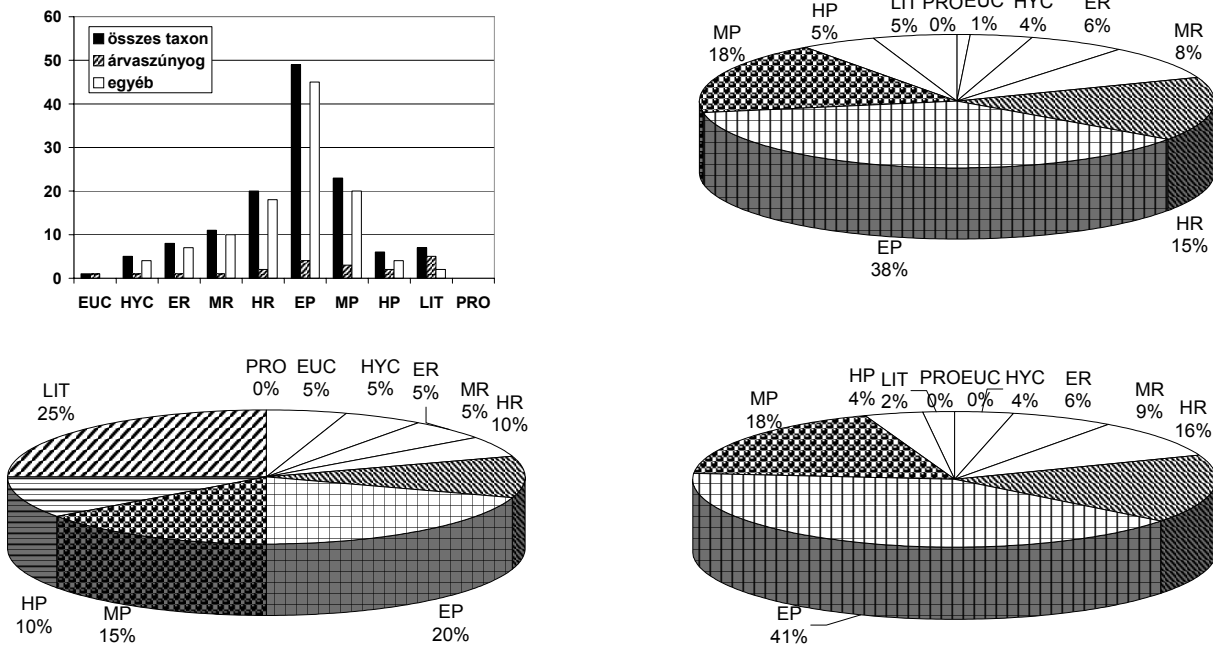 60
50
40
30
20
10
0
összes taxon
árvaszúnyog
egyéb
EUC HYC ER MR HR EP MP HP LIT PRO
MP
18%
HP
5%
LIT
5%
PRO
0%
EUC
1%
HYC
4%
ER
6%
MR
8%
HR
15%
EP
38%
LIT
25%
PRO
0%
EUC
5%
HYC
5%
ER
5%
MR
5%
HR
10%
HP
10%
MP
15%
EP
20%
MP
18%
HP
4%
LIT
2%
PRO
0%
EUC
0%
HYC
4%
ER
6%
MR
9%
HR
16%
EP
41%